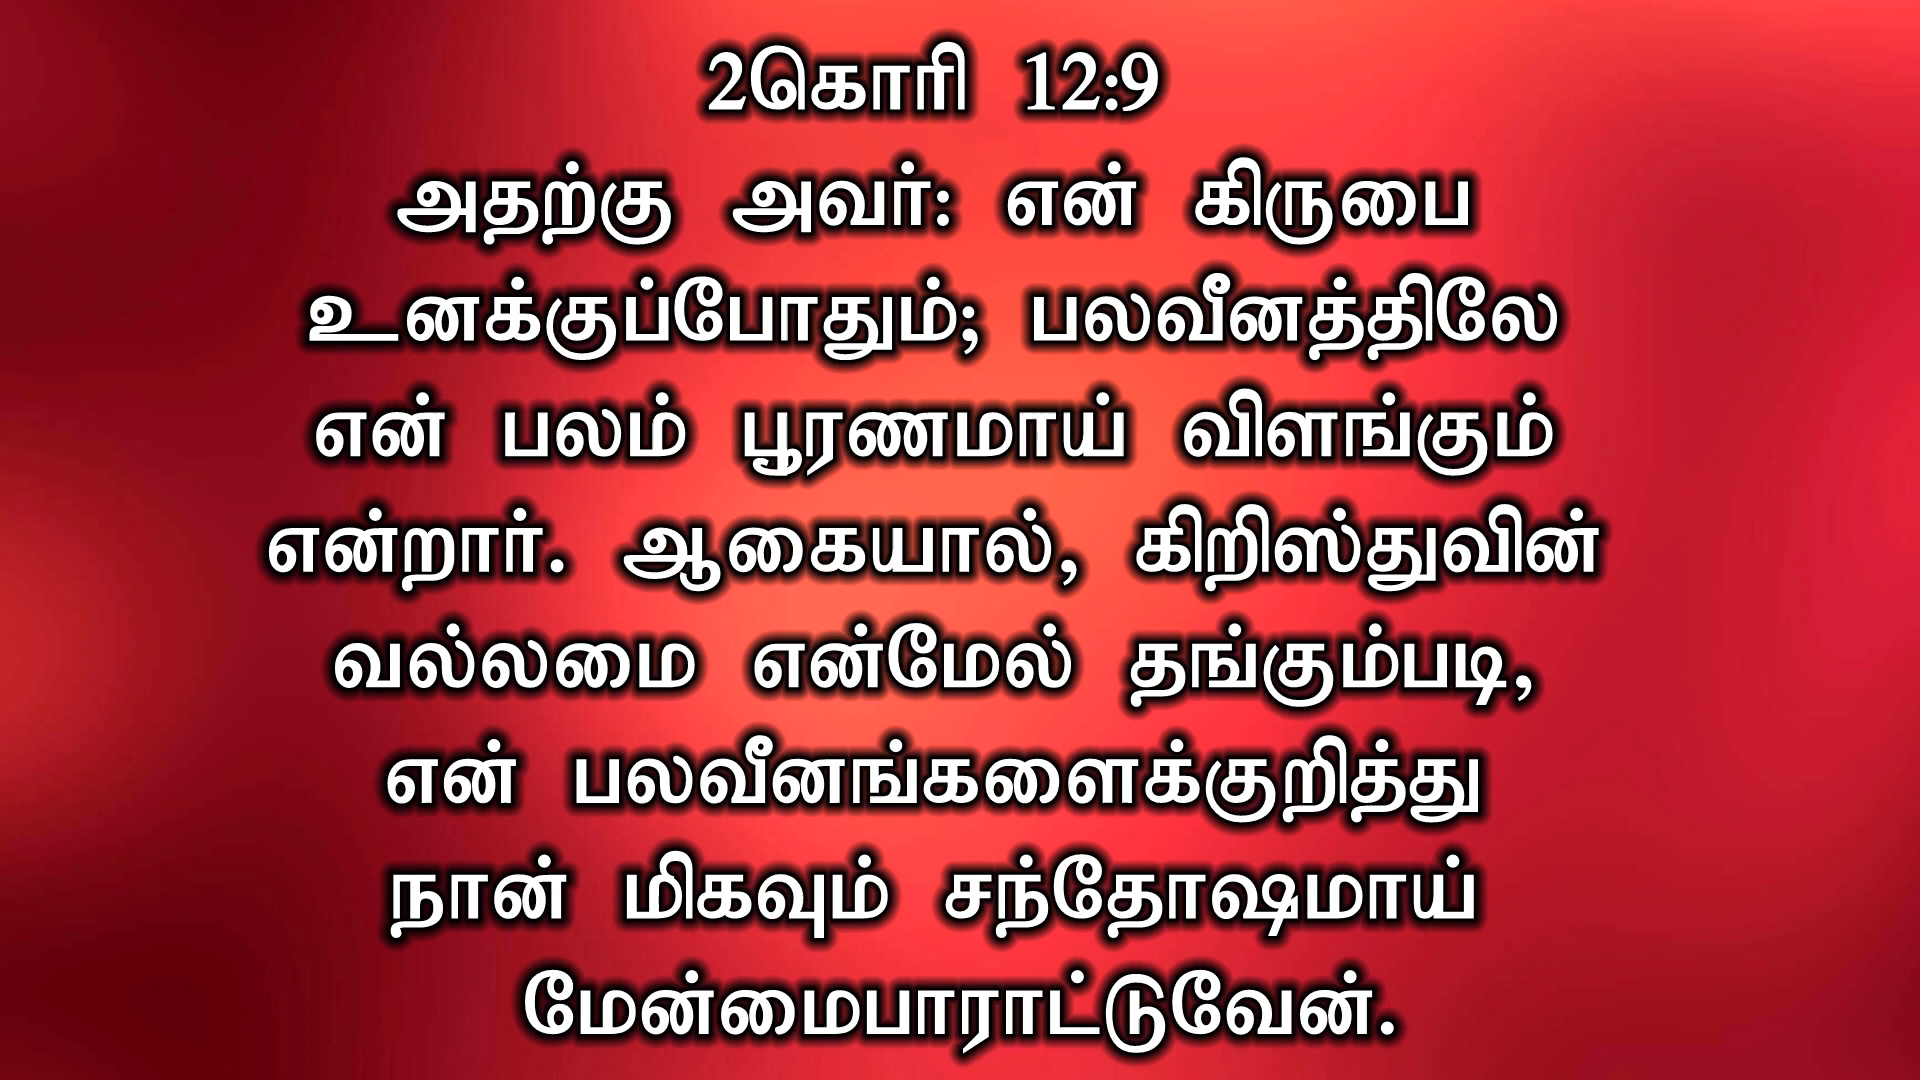 2கொரி 12:9
அதற்கு அவர்: என் கிருபை
உனக்குப்போதும்; பலவீனத்திலே
என் பலம் பூரணமாய் விளங்கும்
என்றார். ஆகையால், கிறிஸ்துவின்
வல்லமை என்மேல் தங்கும்படி,
என் பலவீனங்களைக்குறித்து
நான் மிகவும் சந்தோஷமாய்
மேன்மைபாராட்டுவேன்.